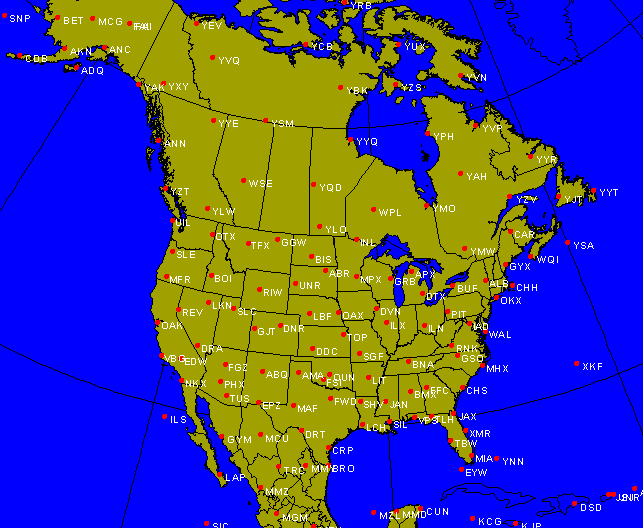 YRB
SNP
BET
MCG
YEV
AKN
ANC
YCB
YUX
CDB
ADQ
YVQ
YVN
YAK
YXY
YBK
YZS
YYE
YSM
YVP
ANN
YYQ
YPH
YYR
YZT
WSE
YQD
YAH
YYT
YZV
YJT
YLW
WPL
YMO
UIL
YLO
CAR
OTX
TFX
GGW
INL
YSA
SLE
BIS
YMW
WQI
GYX
MFR
BOI
ABR
MPX
GRB
APX
ALB
UNR
BUF
CHH
RIW
DTX
OKX
REV
LKN
SLC
LBF
OAX
DVN
PIT
OAK
GJT
DNR
ILX
ILN
IAD
TOP
WAL
DRA
DDC
SGF
RNK
VBG
EDW
GSO
FGZ
BNA
MHX
XKF
NKX
PHX
ABQ
AMA
OUN
FSI
LIT
TUS
BMX
FFC
CHS
EPZ
MAF
FWD
SHV
JAN
ILS
LCH
SIL
VPS
TLH
JAX
GYM
MCU
DRT
XMR
TBW
CRP
MIA
YNN
LAP
TRC
MMY
BRO
EYW
MMZ
DSD
MGM
MZL
MMD
CUN
SIC
KCG
KJP